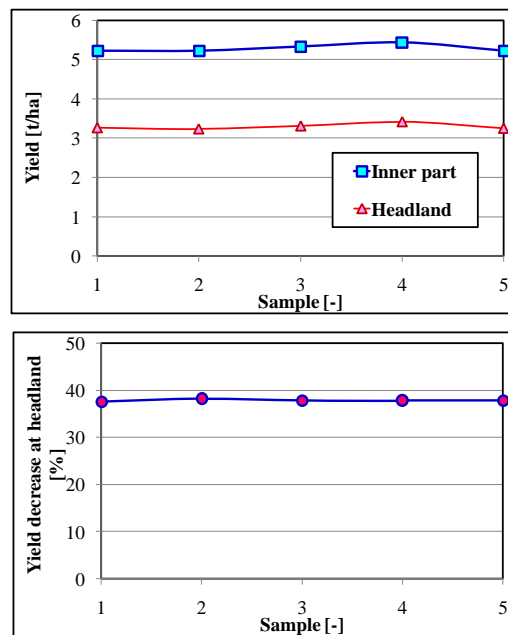 6
5
4
3
2
1
0
Yield [t/ha]
Inner part
Headland
1 2 3 4 5
Sample [-]
50
40
30
20
10
0
Yield decrease at headland
[%]
1 2 3 4 5
Sample [-]